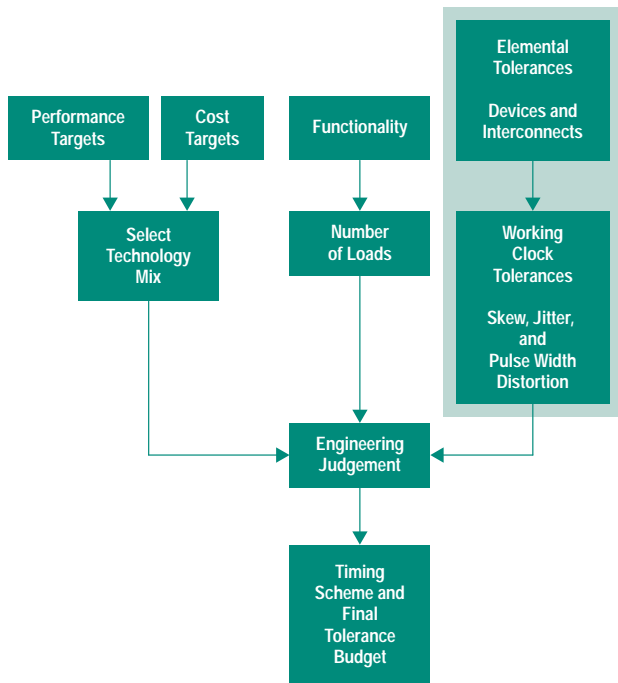 Performance
Targets
Cost
Targets
Functionality
Elemental
Tolerances
Devices and
Interconnects
Select
Technology
Mix
Number
of Loads
Working
Clock
Tolerances
Skew, Jitter,
and
Pulse Width
Distortion
Engineering
Judgement
Timing
Scheme and
Final
Tolerance
Budget